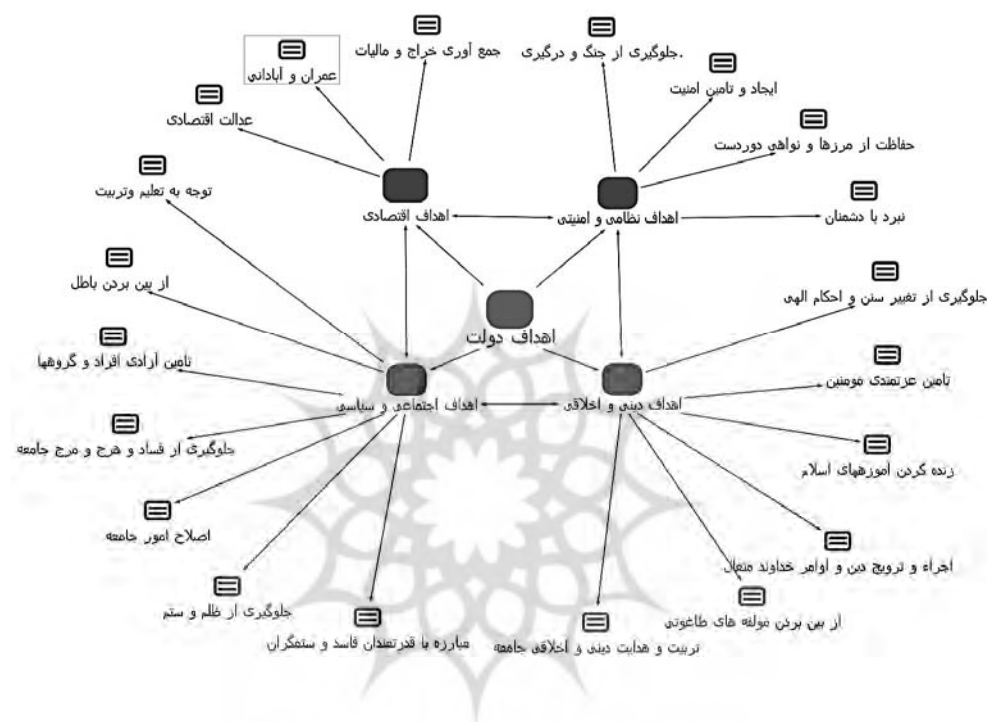 جلوگیری از جنگ و درگیری.
جمع آوری خراج و مالیات
عمران و آبادانی
ایجاد و تامین امنیت
عدالت اقتصادی
حفاظت از مرزها و نواهی دوردست
توجه به تعلیم وتربیت
نبرد با دشمنان
اهداف نظامی و امنیتی
اهداف اقتصادی
از بین بردن باطل
جلوگیری از تغییر سنن و احکام الهی
اهداف دولت
تامین آزادی افراد و گروهها
تامین عزتمندی مومنین
اهداف دینی و اخلاقی
اهداف اجتماعی و سیاسی
جلوگیری از فساد و هرج و مرج جامعه
زنده کردن آموزههای اسلام
اصلاح امور جامعه
اجراء و ترویج دین و اوامر خداوند متعال
جلوگیری از ظلم و ستم
از بین بردن مولفه های طاغوتی
مبارزه با قدرتمندان فاسد و ستمگران
تربیت و هدایت دینی و اخلاقی جامعه